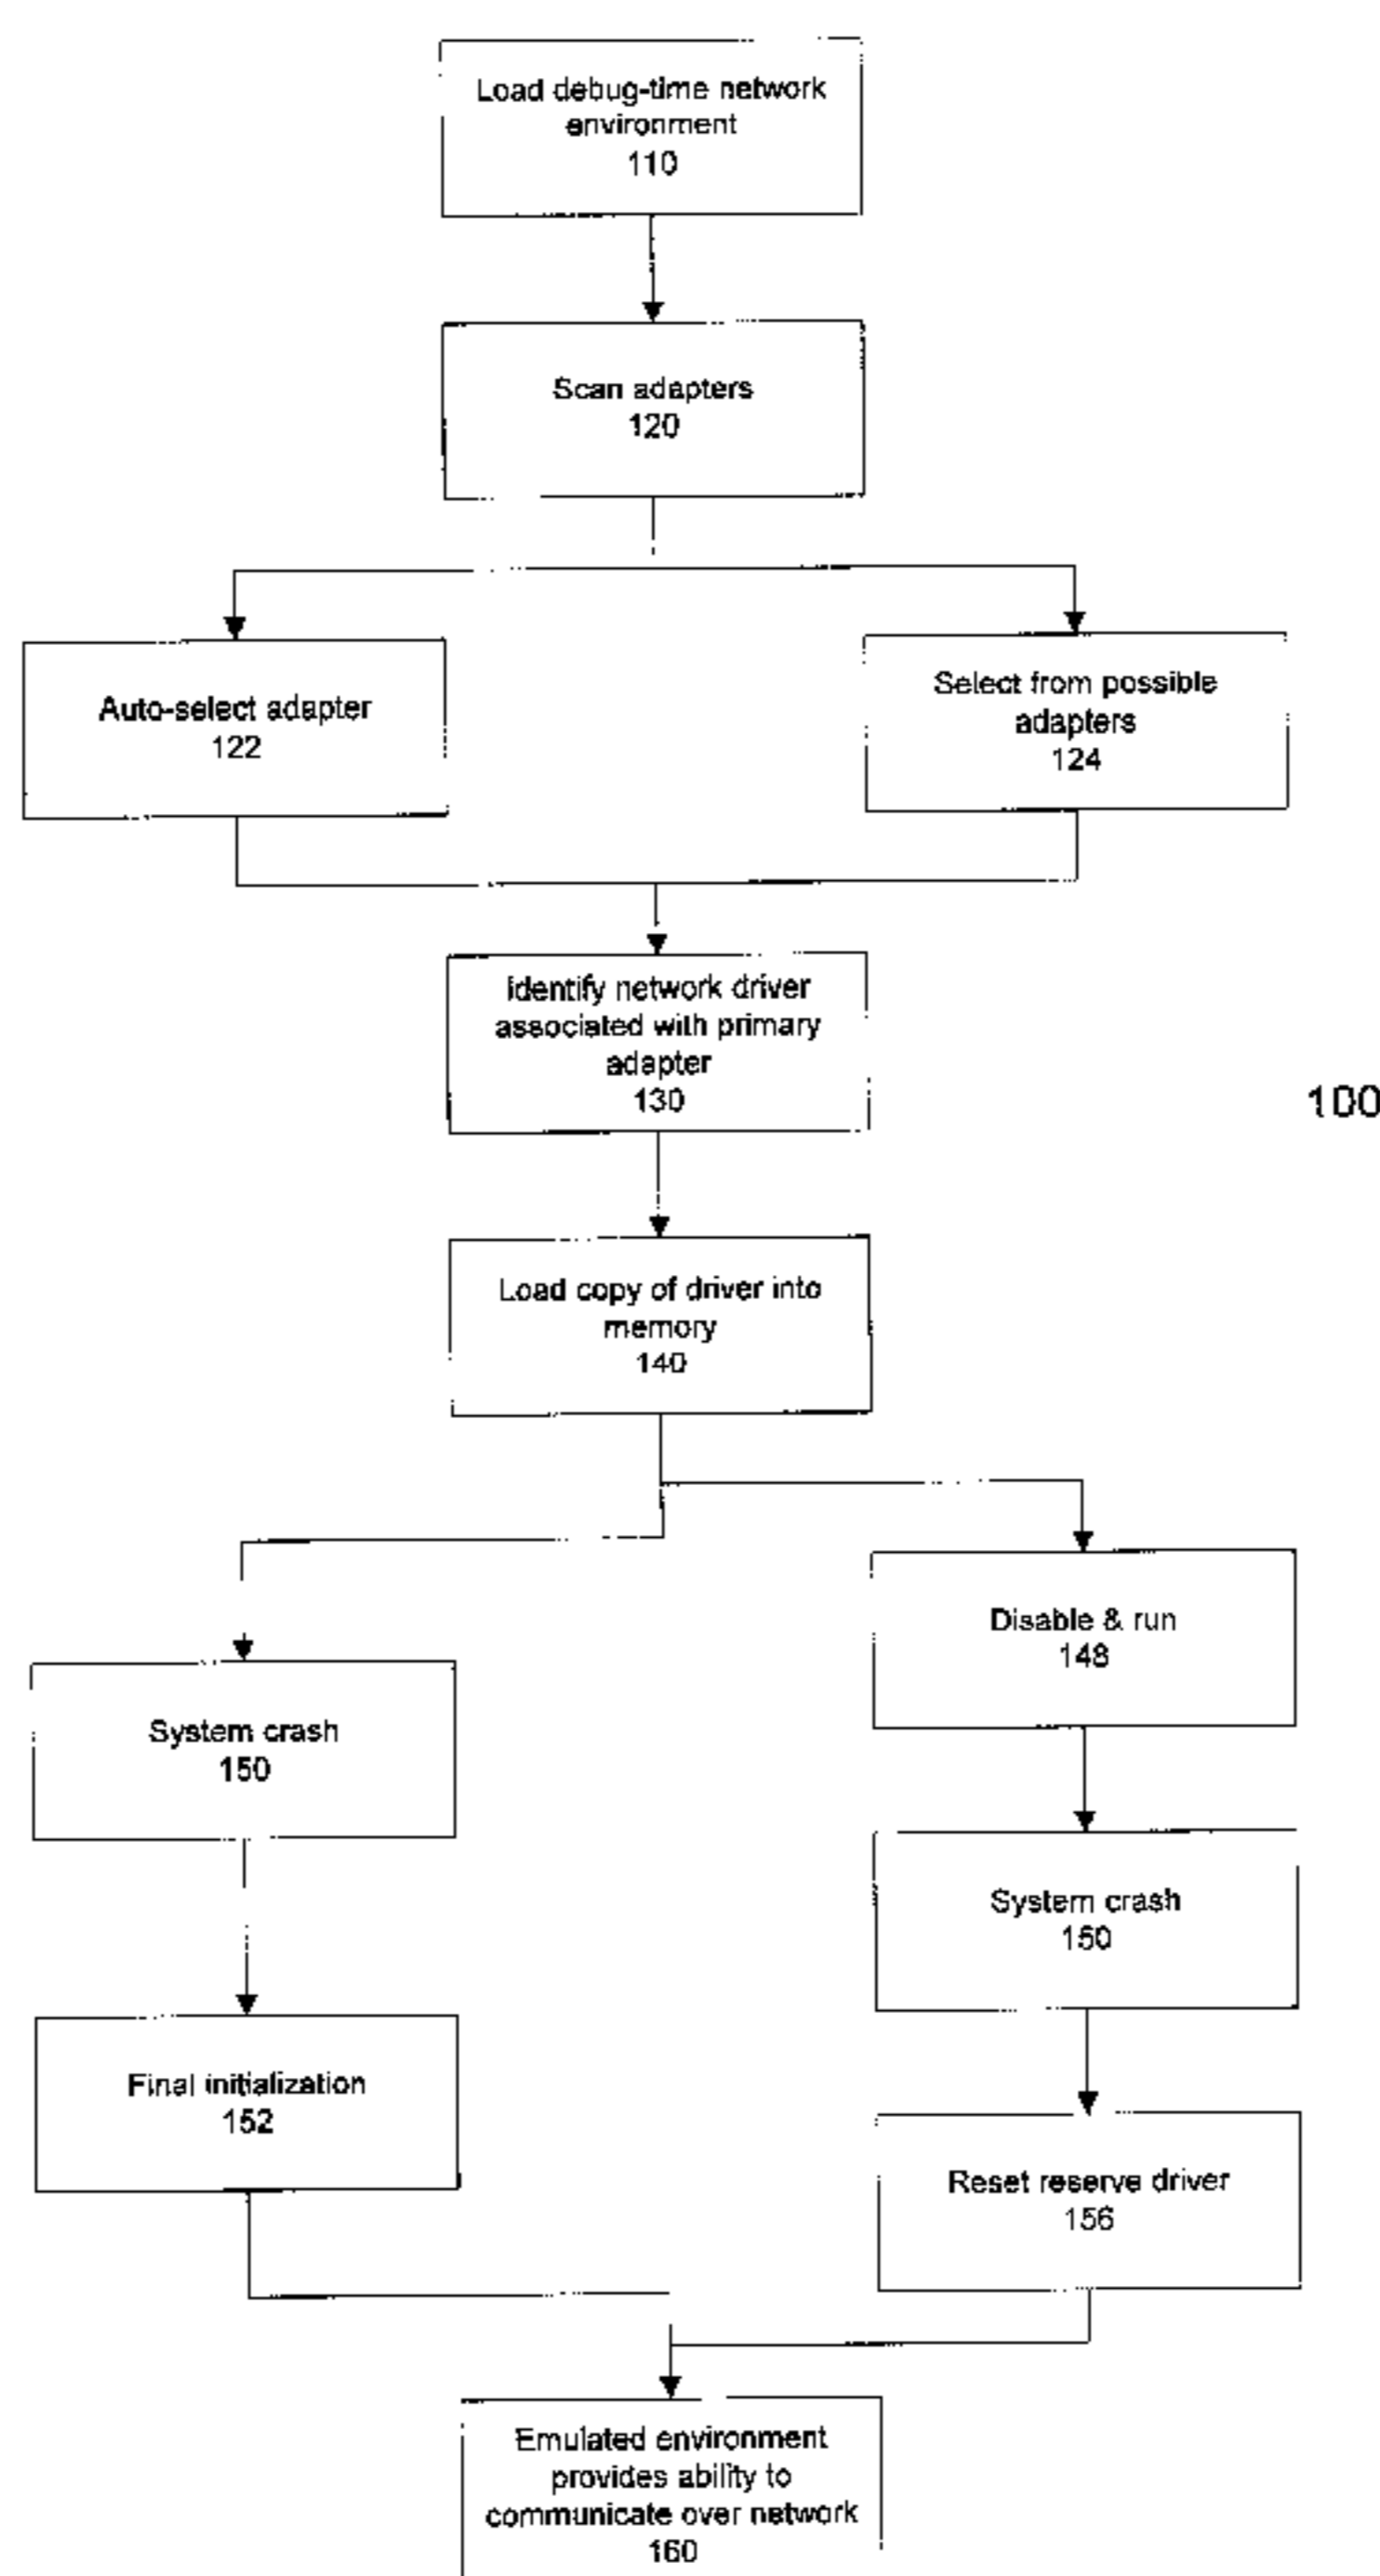 Load debug-time network
environment
110
Scan adapters
120
Auto-select adapter
122
Select from possible
adapters
124
Identify network driver
associated with primary
adapter
130
100
Load copy of driver into
memory
140
Disable & run
148
System crash
150
System crash
150
Final initialization
152
Reset reserve driver
156
Emulated environment
provides ability to
communicate over network
160